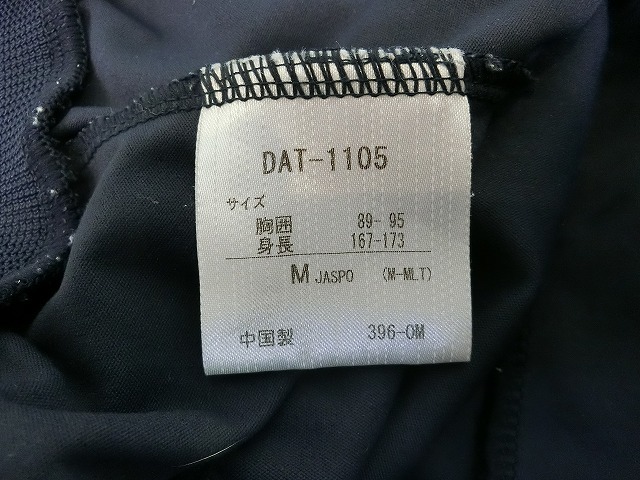 DAT-1105
サイズ
胸囲 89-95
身長 167-173
M JASPO (M-MLT)
中国製 396-0M